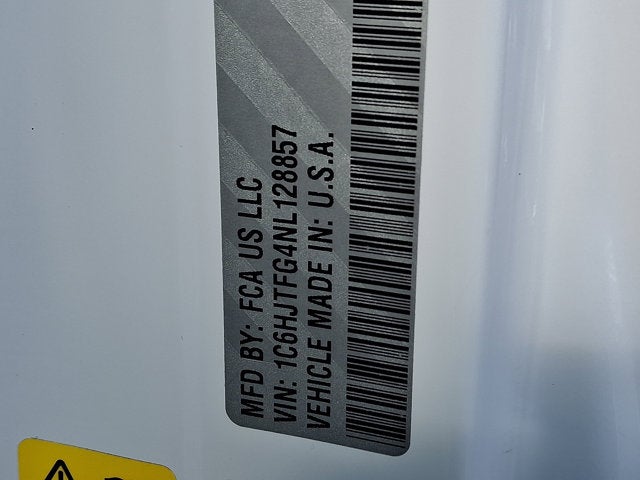 MFD BY: FCA US LLC
VIN: 1C6HJTFG4NL128857
VEHICLE MADE IN: U.S.A.